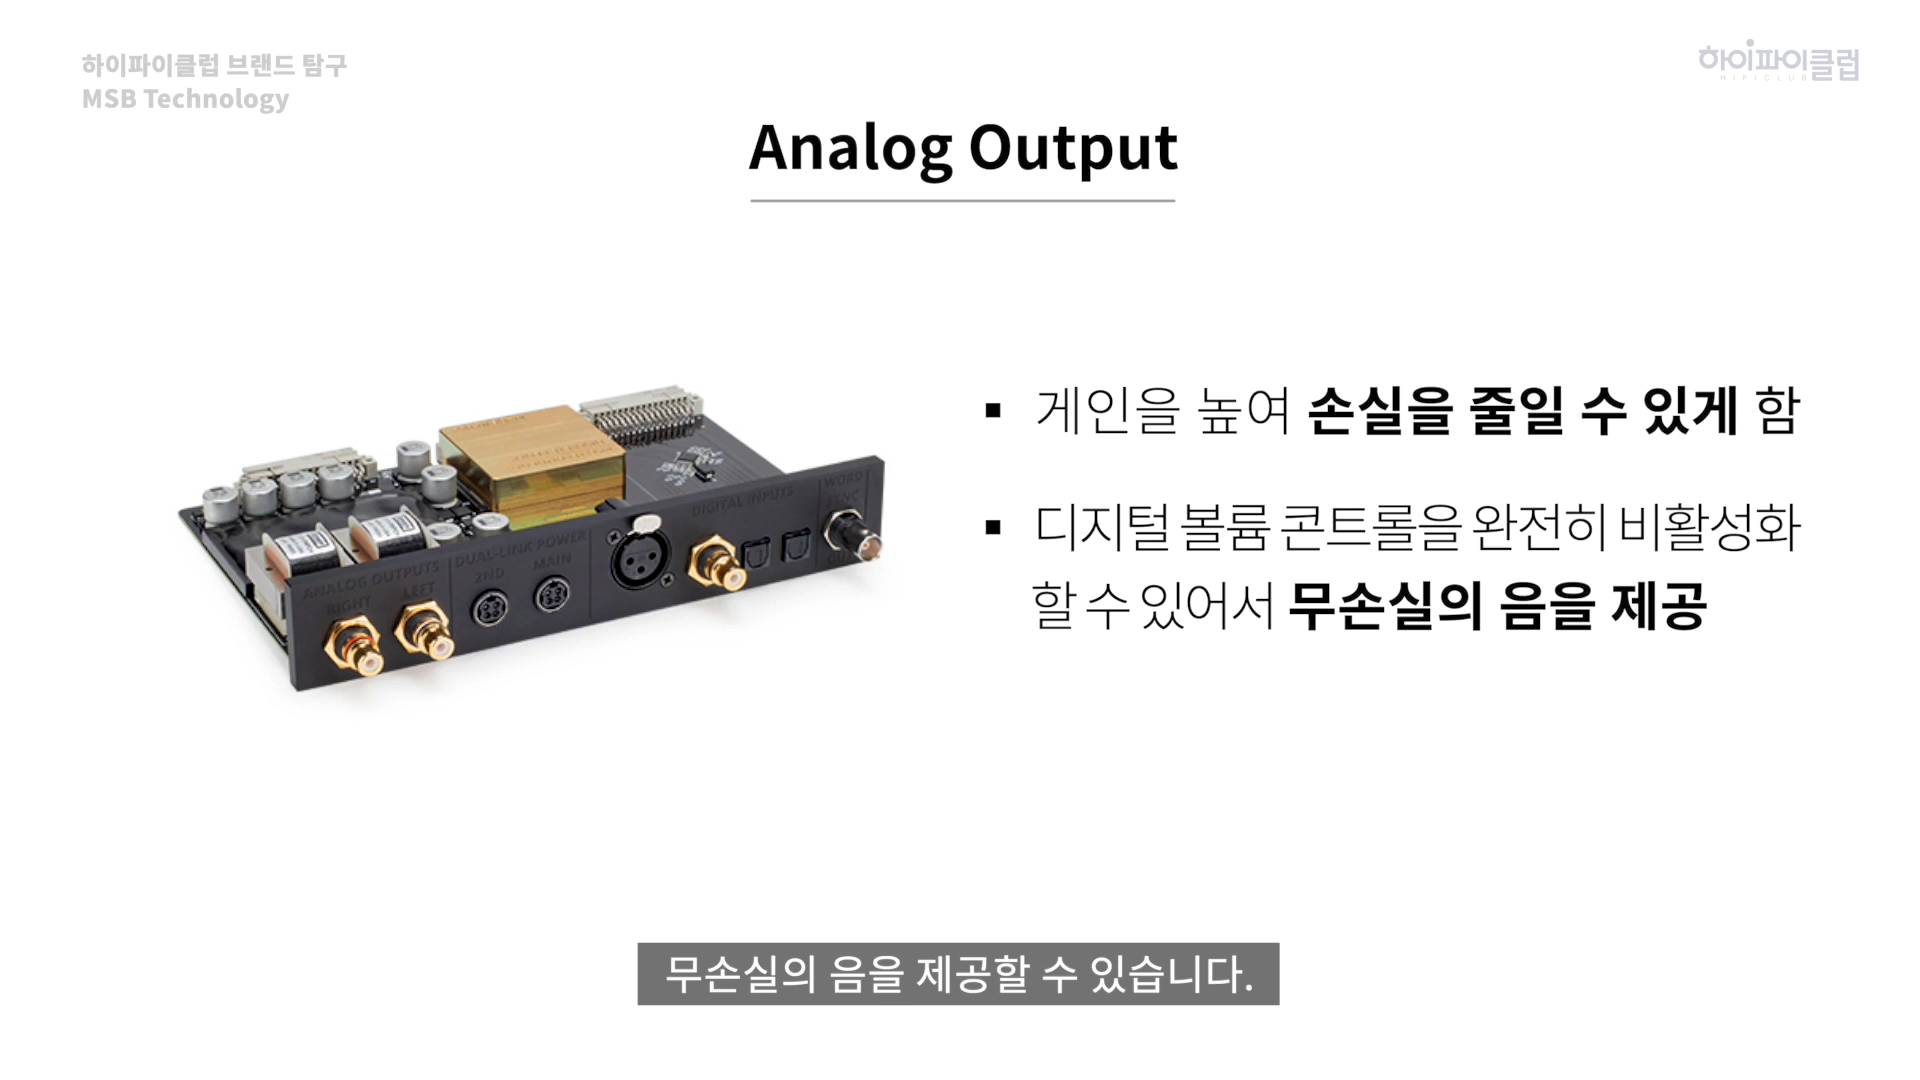 하이파이클럽 브랜드 탐구
MSB Technology
하이파이클럽
HIFICLUB
Analog Output
▪ 게인을 높여 손실을 줄일 수 있게 함
▪ 디지털 볼륨 콘트롤을 완전히 비활성화
할 수 있어서 무손실의 음을 제공
ANALOG OUTPUTS
RIGHT LEFT
DUAL-LINK POWER
2ND MAIN
DIGITAL INPUTS
WORD
SYNC
무손실의 음을 제공할 수 있습니다.